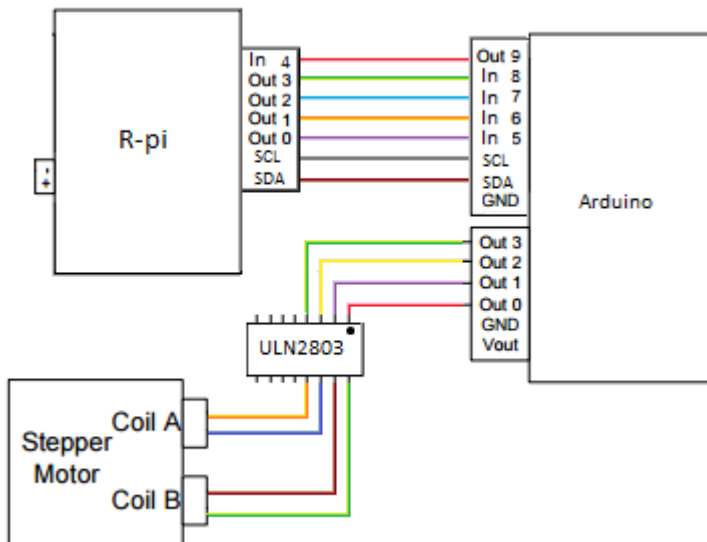 R-pi
- +
In 4
Out 3
Out 2
Out 1
Out 0
SCL
SDA
Out 9
In 8
In 7
In 6
In 5
SCL
SDA
GND
Arduino
Out 3
Out 2
Out 1
Out 0
GND
Vout
ULN2803
Stepper
Motor
Coil A
Coil B